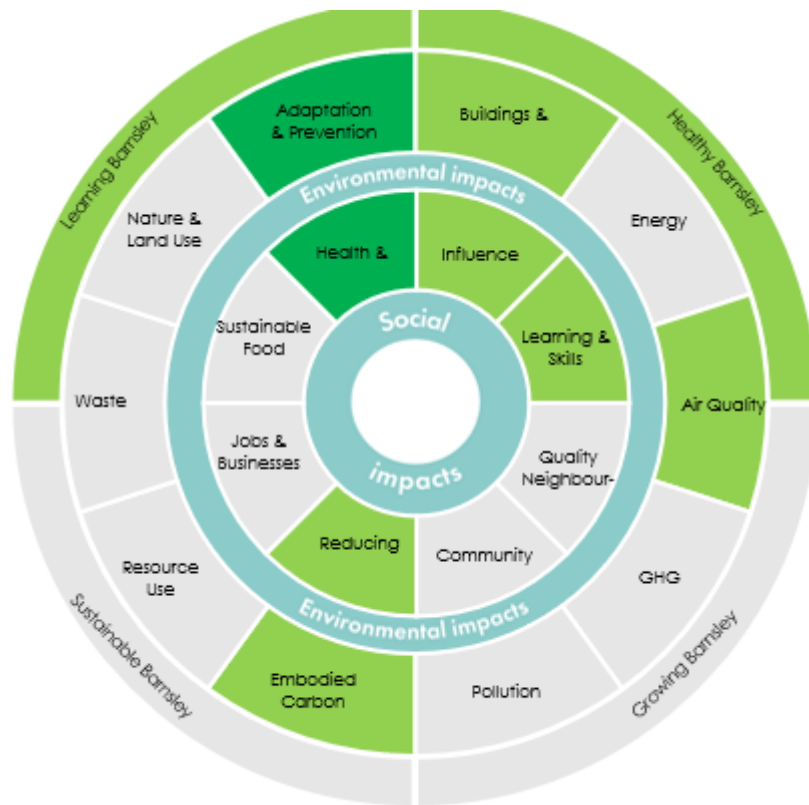 Learning Barnsley
Healthy Barnsley
Growing Barnsley
Sustainable Barnsley
Adaptation
& Prevention
Buildings &
Energy
Air Quality
GHG
Pollution
Embodied
Carbon
Resource
Use
Waste
Nature &
Land Use
Environmental impacts
Environmental impacts
Health &
Influence
Learning &
Skills
Quality
Neighbour-
Community
Reducing
Jobs &
Businesses
Sustainable
Food
Social
impacts